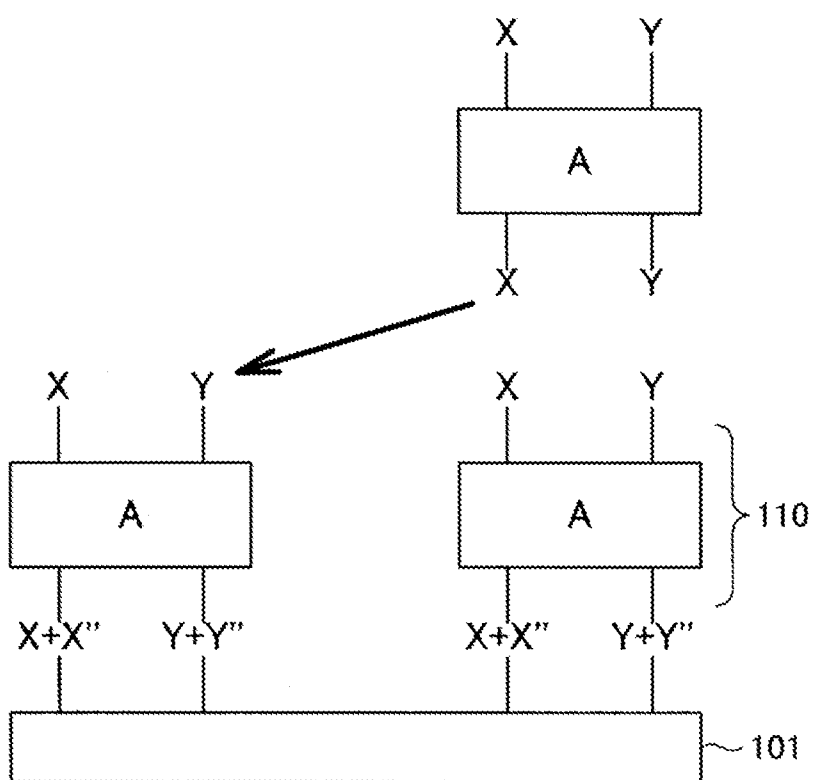 X Y
A
X Y
X Y X Y
A A 110
X+X” Y+Y” X+X” Y+Y”
101